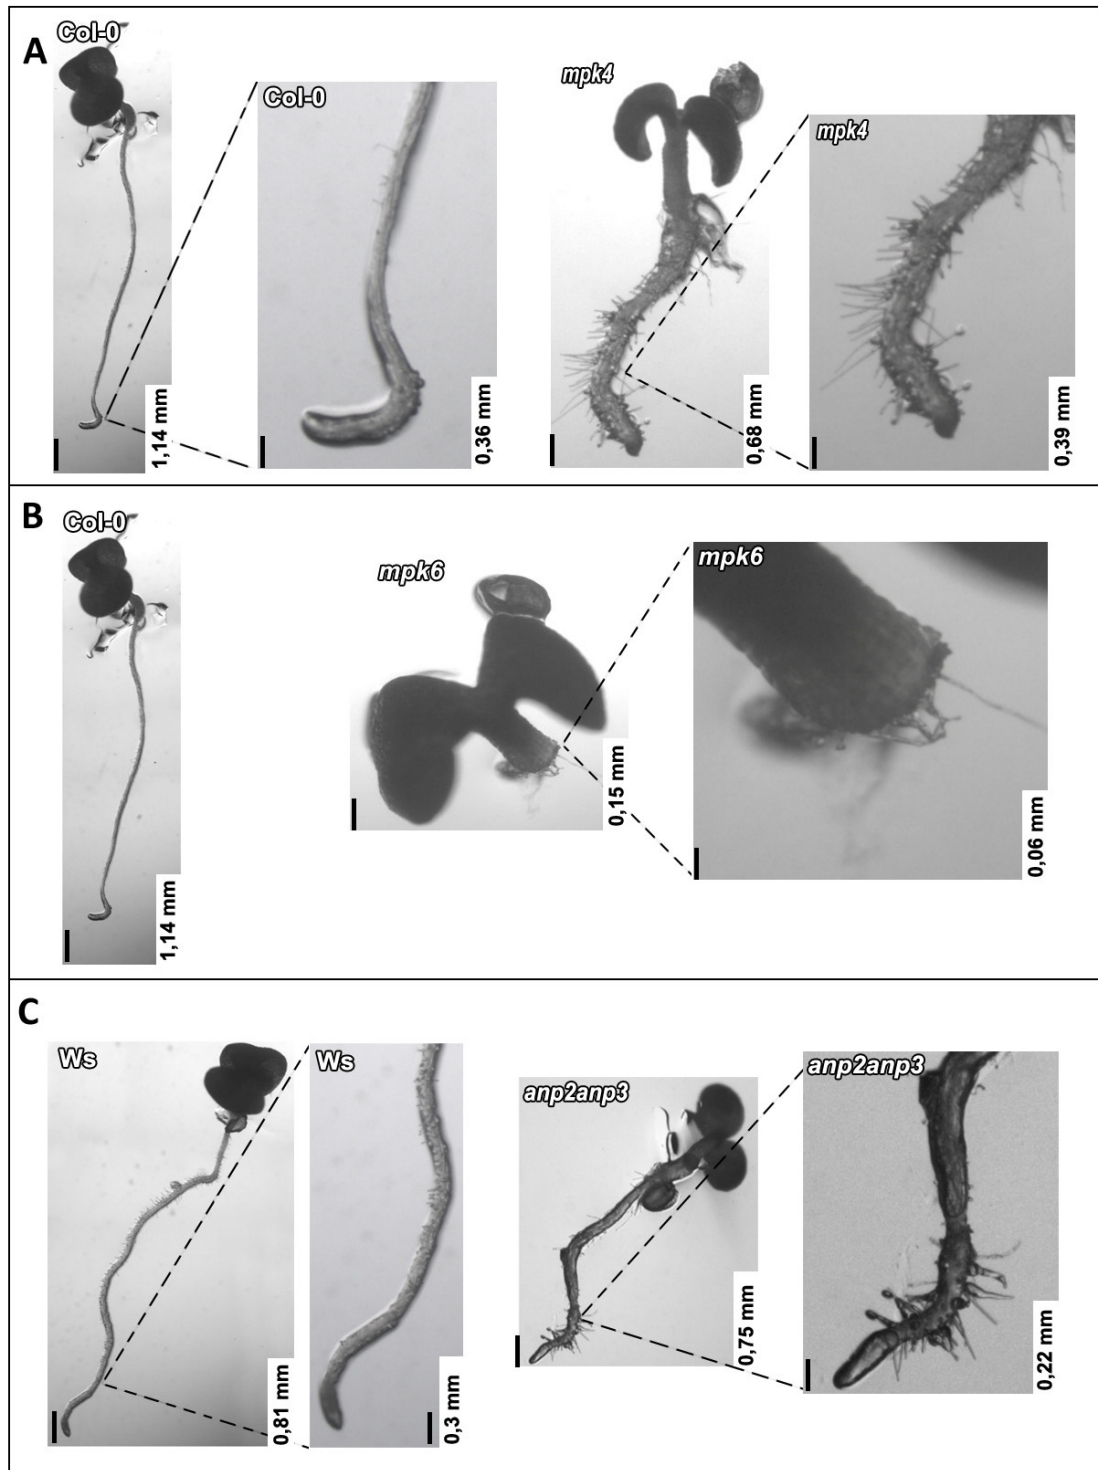 A
Col-0
Col-0
mpk4
mpk4
1,14 mm
0,36 mm
0,68 mm
0,39 mm
B
Col-0
mpk6
mpk6
1,14 mm
0,15 mm
0,06 mm
C
Ws
Ws
anp2anp3
anp2anp3
0,81 mm
0,3 mm
0,75 mm
0,22 mm